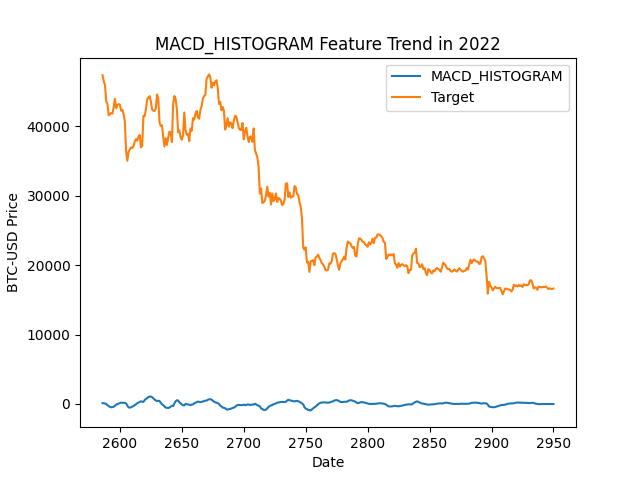 MACD_HISTOGRAM Feature Trend in 2022
MACD_HISTOGRAM
Target
BTC-USD Price
40000
30000
20000
10000
0
2600 2650 2700 2750 2800 2850 2900 2950
Date